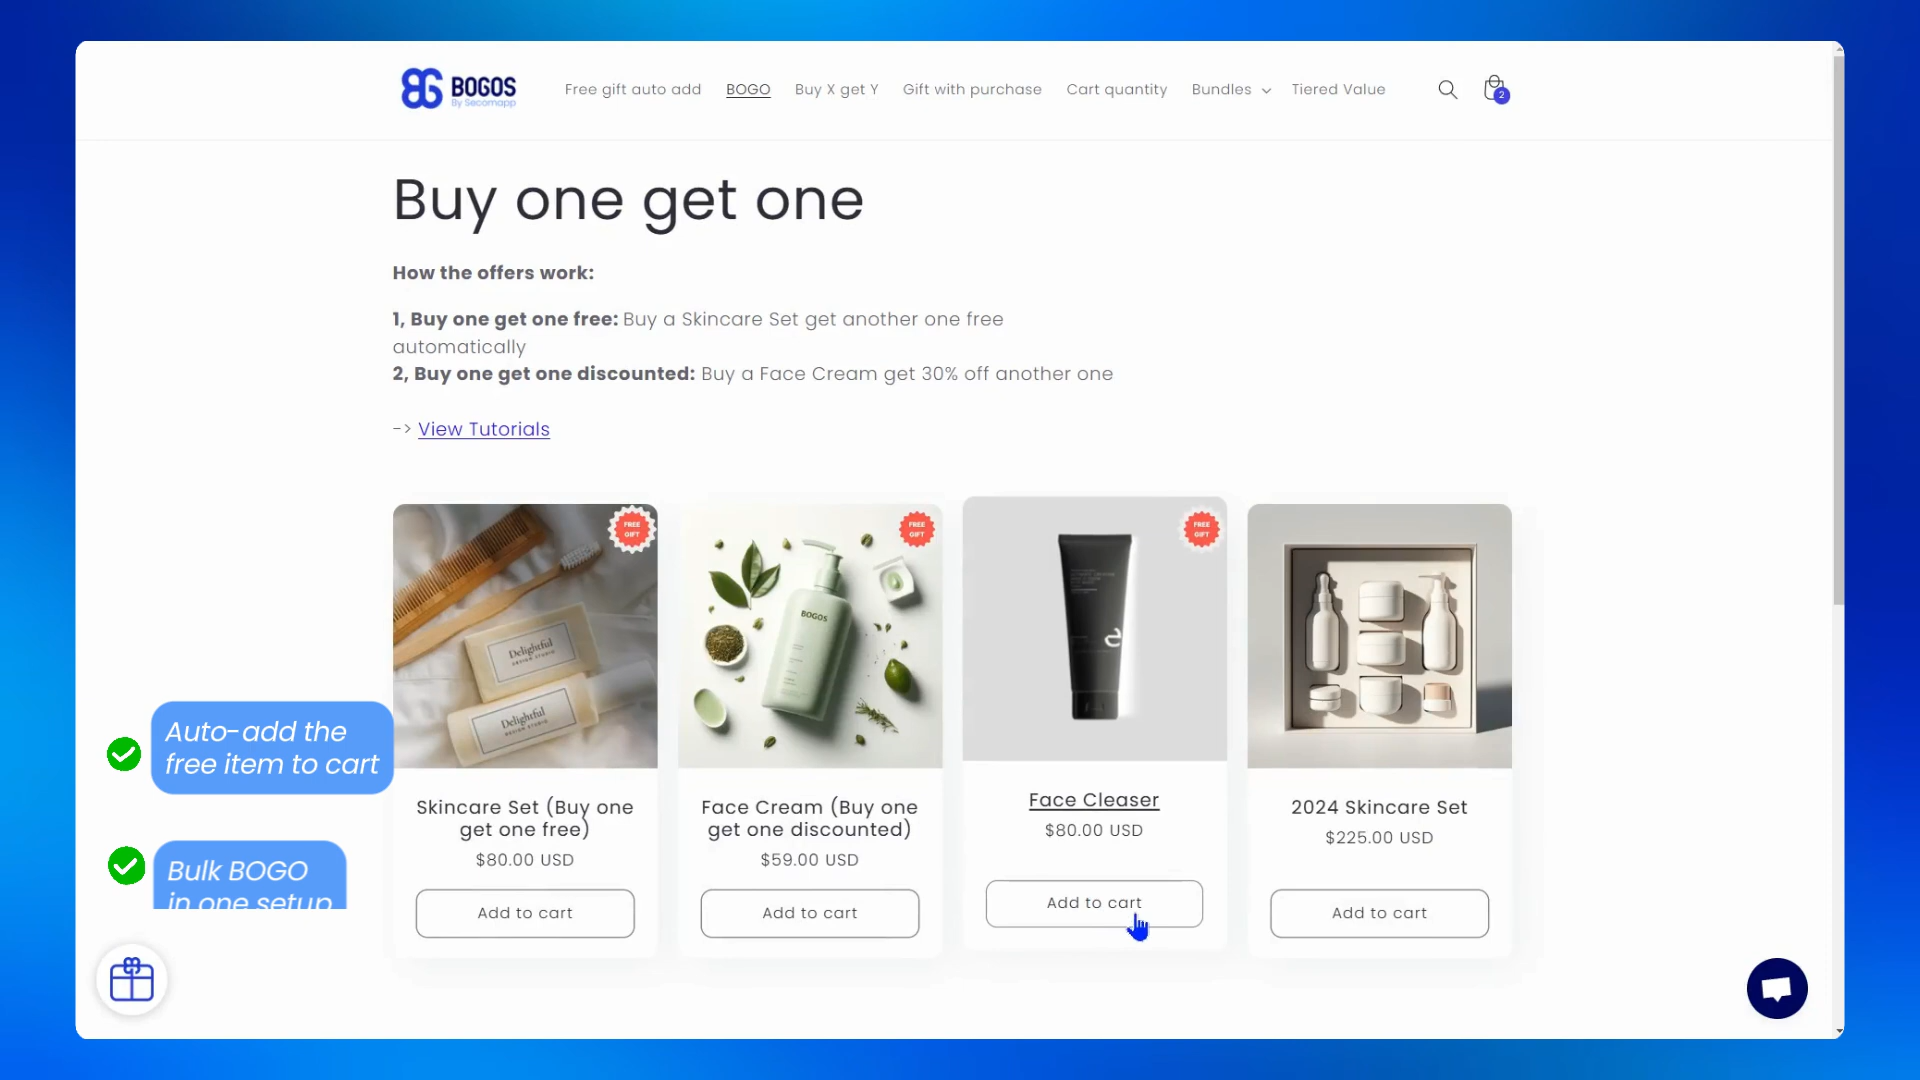 BOGOS
By Secomapp
Free gift auto add
BOGO
Buy X get Y
Gift with purchase
Cart quantity
Bundles
Tiered Value
2
Buy one get one
How the offers work:
1, Buy one get one free: Buy a Skincare Set get another one free
automatically
2, Buy one get one discounted: Buy a Face Cream get 30% off another one
-> View Tutorials
FREE
GIFT
FREE
GIFT
FREE
GIFT
Delightful
DESIGN STUDIO
Delightful
BOGOS
Auto-add the
free item to cart
Bulk BOGO
in one setup
Skincare Set (Buy one
get one free)
$80.00 USD
Add to cart
Face Cream (Buy one
get one discounted)
$59.00 USD
Add to cart
Face Cleaser
$80.00 USD
Add to cart
2024 Skincare Set
$225.00 USD
Add to cart